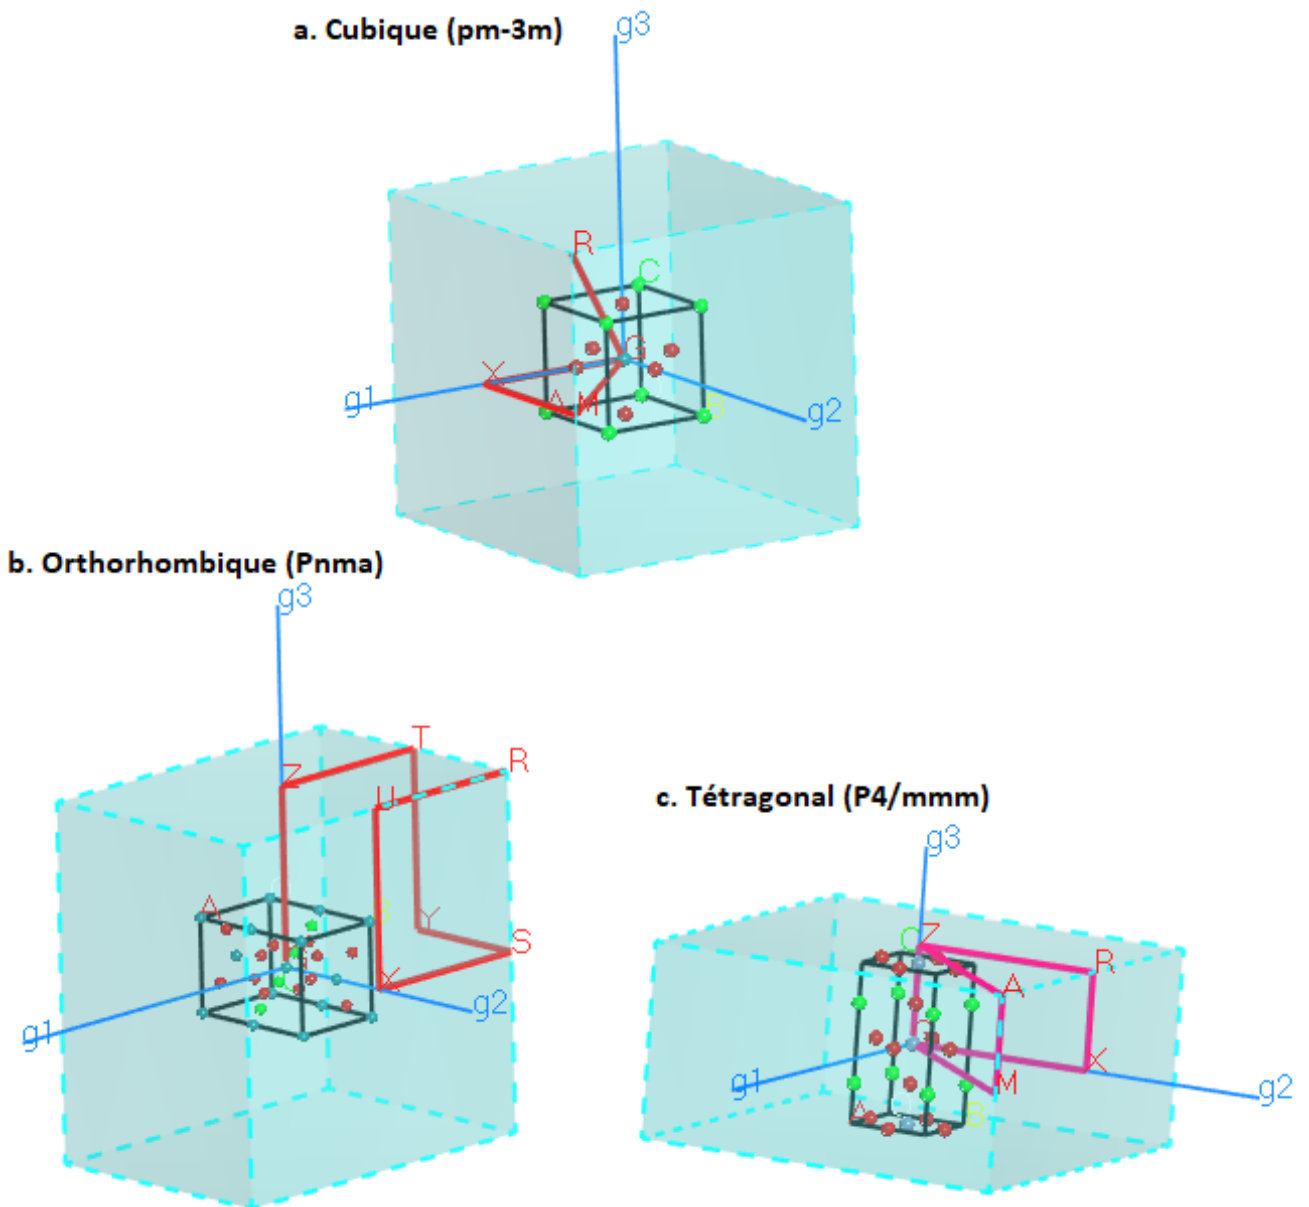 a. Cubique (pm-3m)
g3
R
C
G
X
g1
A
M
B
g2
b. Orthorhombique (Pnma)
g3
T
Z
R
U
A
B
Y
S
X
g2
g1
c. Tétragonal (P4/mmm)
g3
Z
C
R
A
X
M
g1
g2
A
B